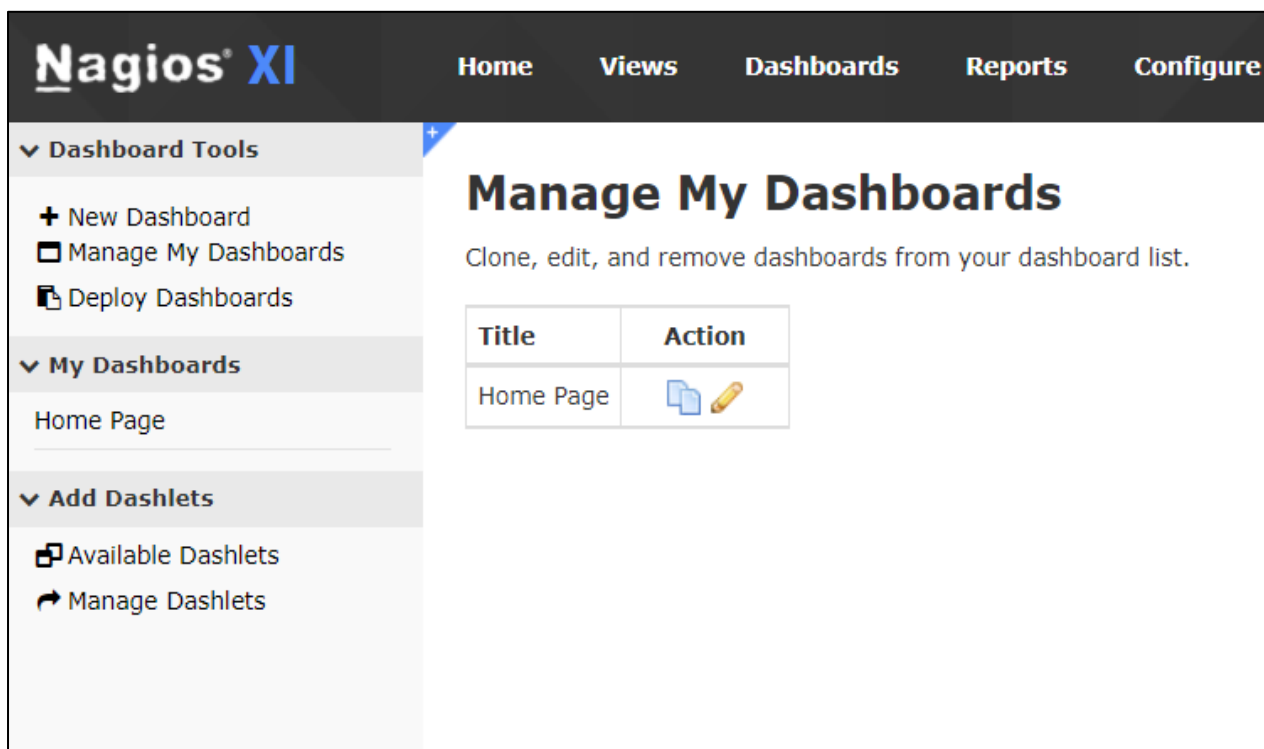 Nagios® XI
Home Views Dashboards Reports Configure
Dashboard Tools
New Dashboard
Manage My Dashboards
Deploy Dashboards
My Dashboards
Home Page
Add Dashlets
Available Dashlets
Manage Dashlets
+
Manage My Dashboards
Clone, edit, and remove dashboards from your dashboard list.
Title Action
Home Page